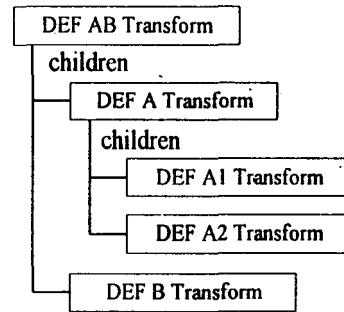 DEF AB Transform
children
DEF A Transform
children
DEF A1 Transform
DEF A2 Transform
DEF B Transform